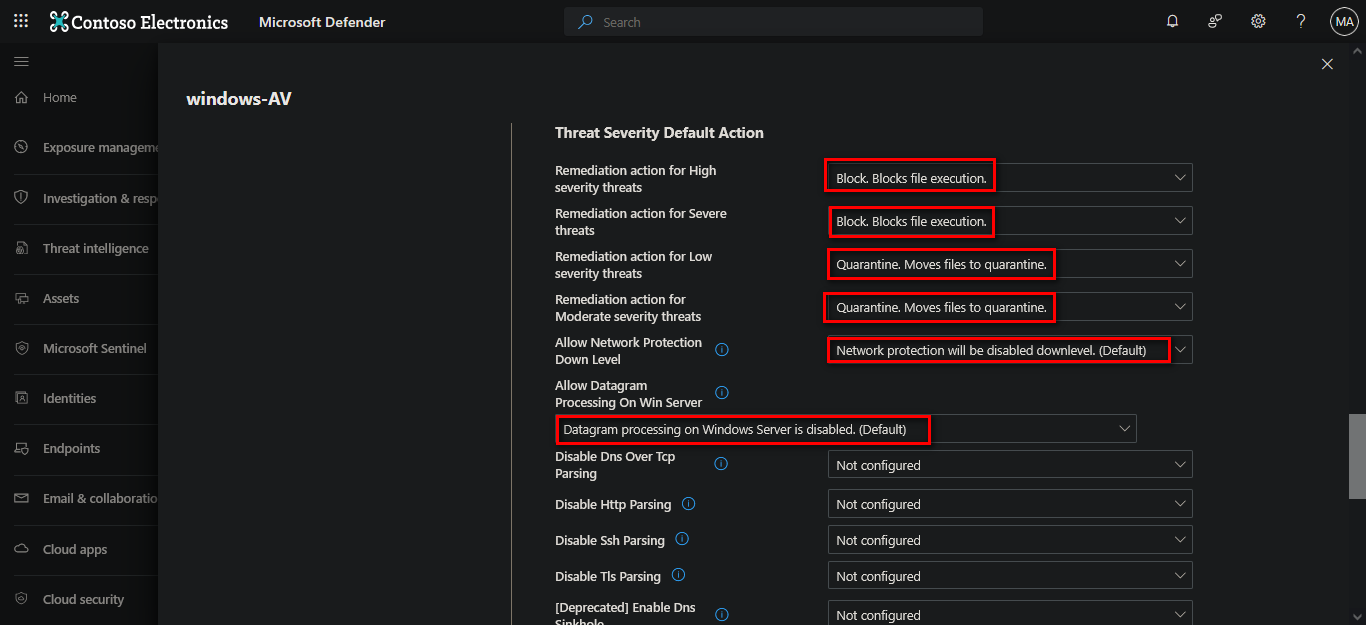 Contoso Electronics
Microsoft Defender
Search
MA
Home
Exposure manageme
Investigation & resp
Threat intelligence
Assets
Microsoft Sentinel
Identities
Endpoints
Email & collaboratio
Cloud apps
Cloud security
windows-AV
Threat Severity Default Action
Remediation action for High
severity threats
Block. Blocks file execution.
Remediation action for Severe
threats
Block. Blocks file execution.
Remediation action for Low
severity threats
Quarantine. Moves files to quarantine.
Remediation action for
Moderate severity threats
Quarantine. Moves files to quarantine.
Allow Network Protection
Down Level
Network protection will be disabled downlevel. (Default)
Allow Datagram
Processing On Win Server
Datagram processing on Windows Server is disabled. (Default)
Disable Dns Over Tcp
Parsing
Not configured
Disable Http Parsing
Not configured
Disable Ssh Parsing
Not configured
Disable Tls Parsing
Not configured
[Deprecated] Enable Dns
Sinkhole
Not configured